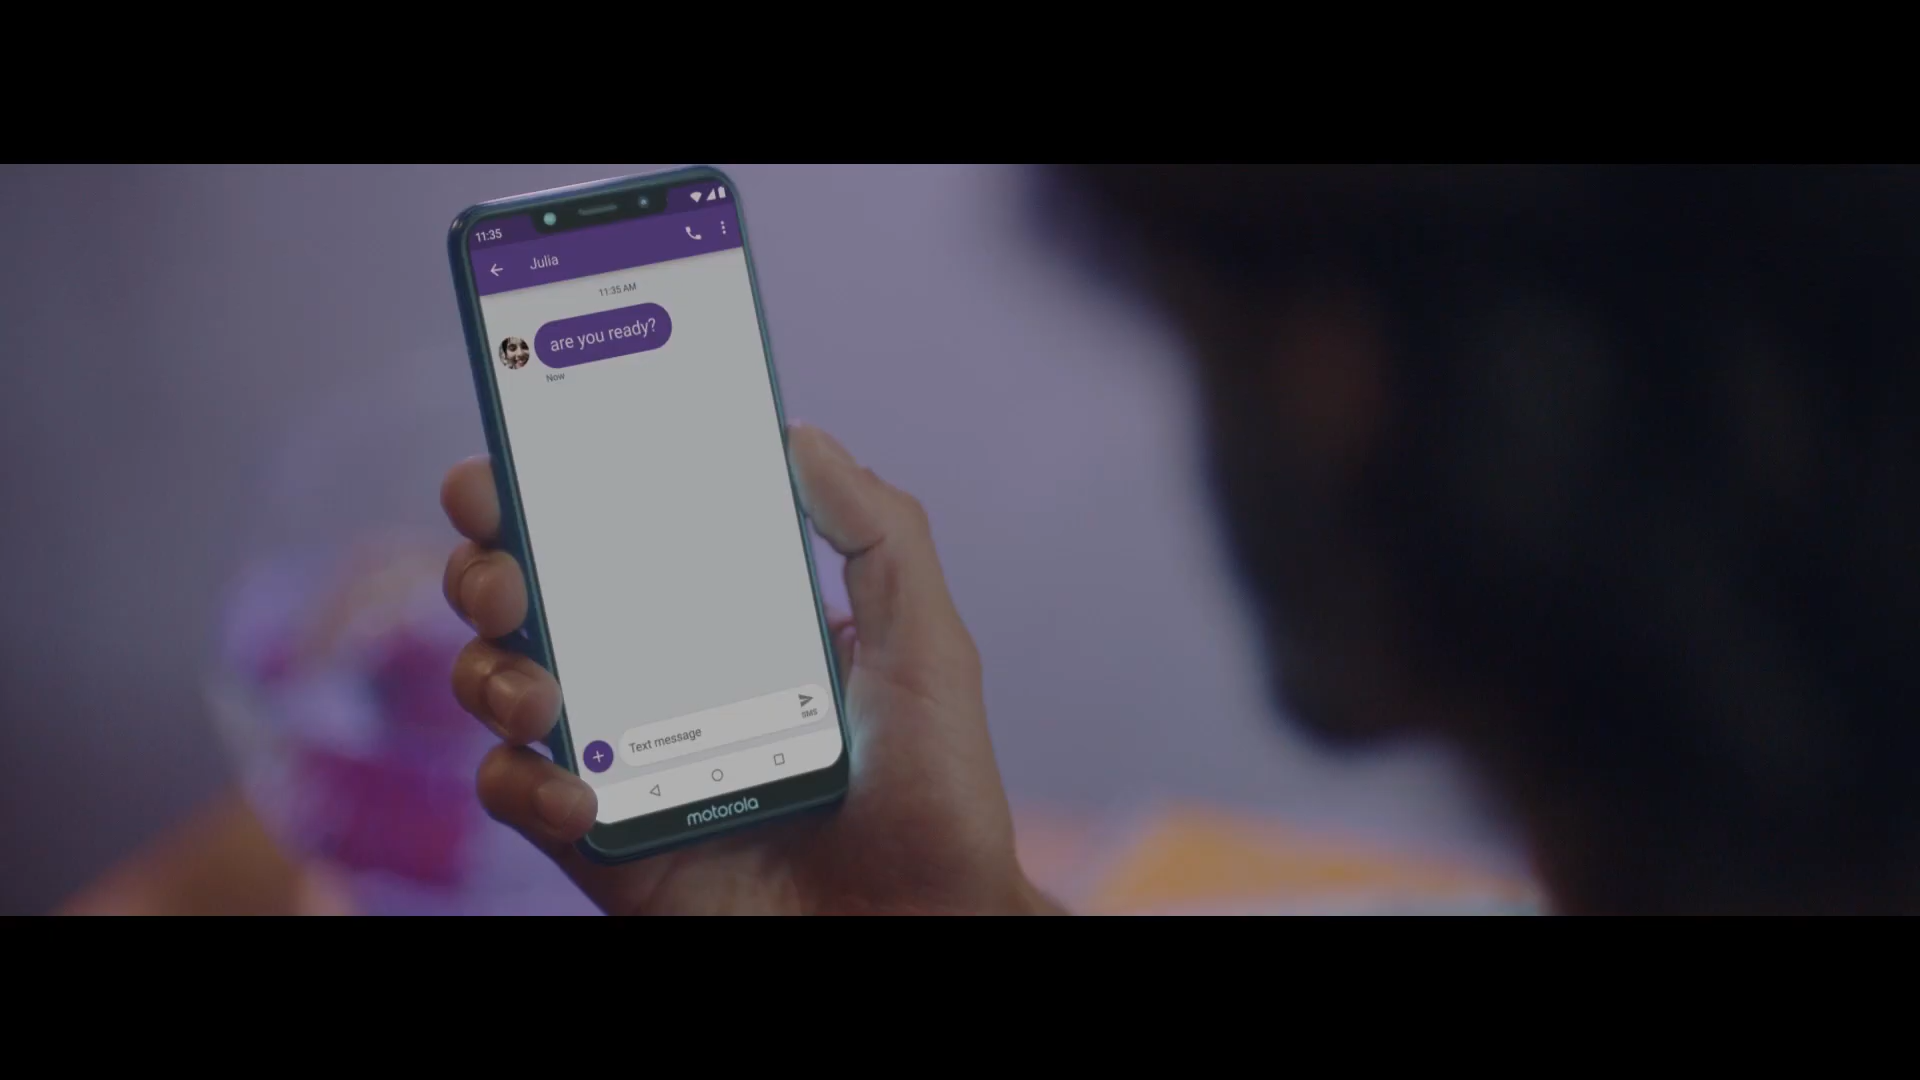 11:35
Julia
11:35 AM
are you ready?
Now
Text message
SMS
motorola